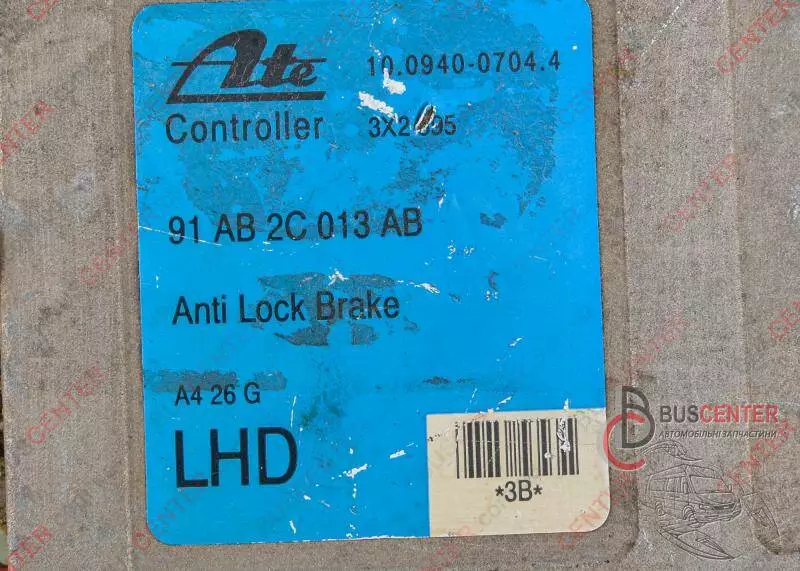 Ate 10.0940-0704.4
Controller
91 AB 2C 013 AB
Anti Lock Brake
A4 26 G
LHD
*3B*
BUSCENTER
АВТОМОБІЛЬНІ ЗАПЧАСТИНИ
CENTER